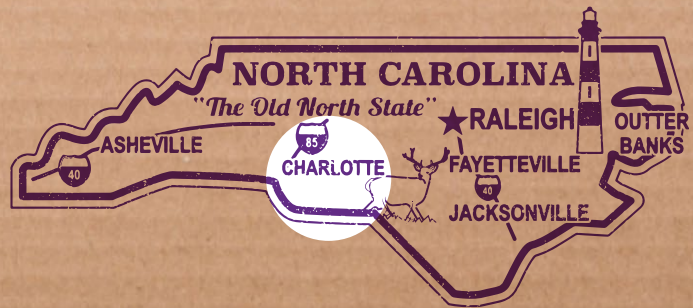 NORTH CAROLINA
"The Old North State"
RALEIGH
OUTTER
BANKS
ASHEVILLE
85
40
CHARLOTTE
FAYETTEVILLE
40
JACKSONVILLE